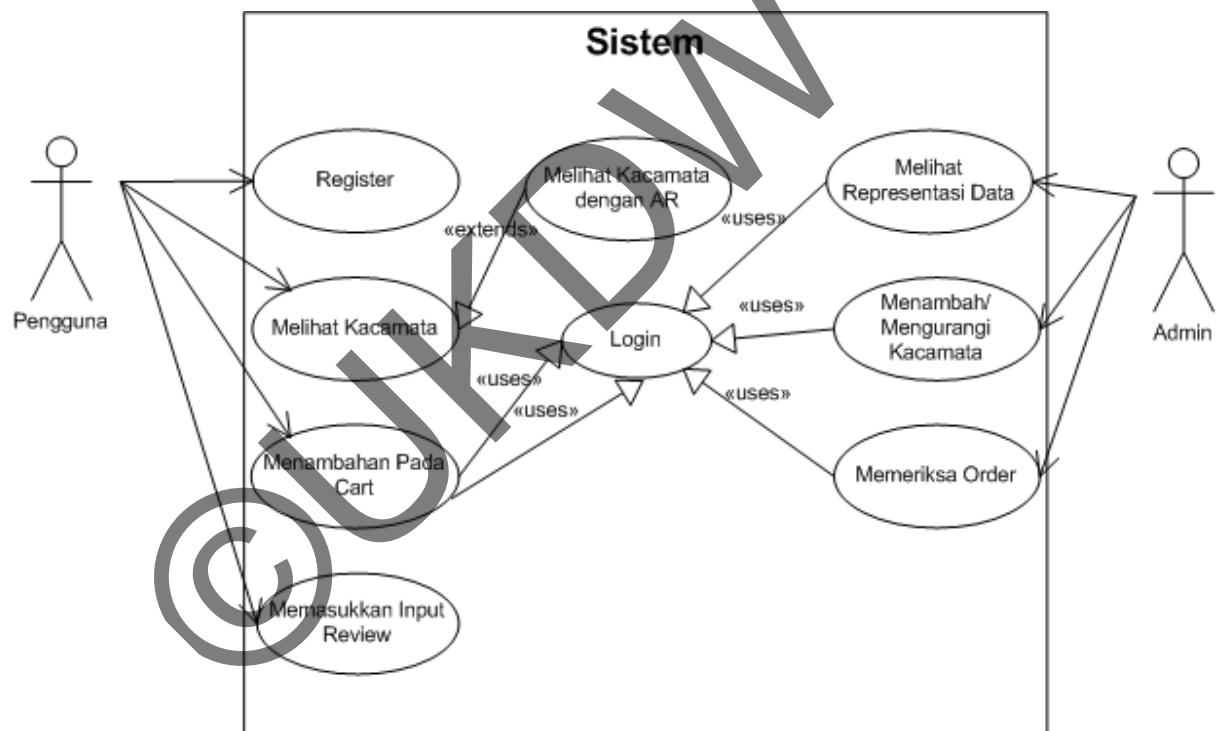 Sistem
Register
Melihat Kacamata
dengan AR
Melihat
Representasi Data
«extends»
«uses»
Pengguna
Melihat Kacamata
Login
«uses»
Menambah/
Mengurangi
Kacamata
Admin
«uses»
«uses»
«uses»
Menambahan Pada
Cart
Memeriksa Order
Memasukkan Input
Review
©UKDW